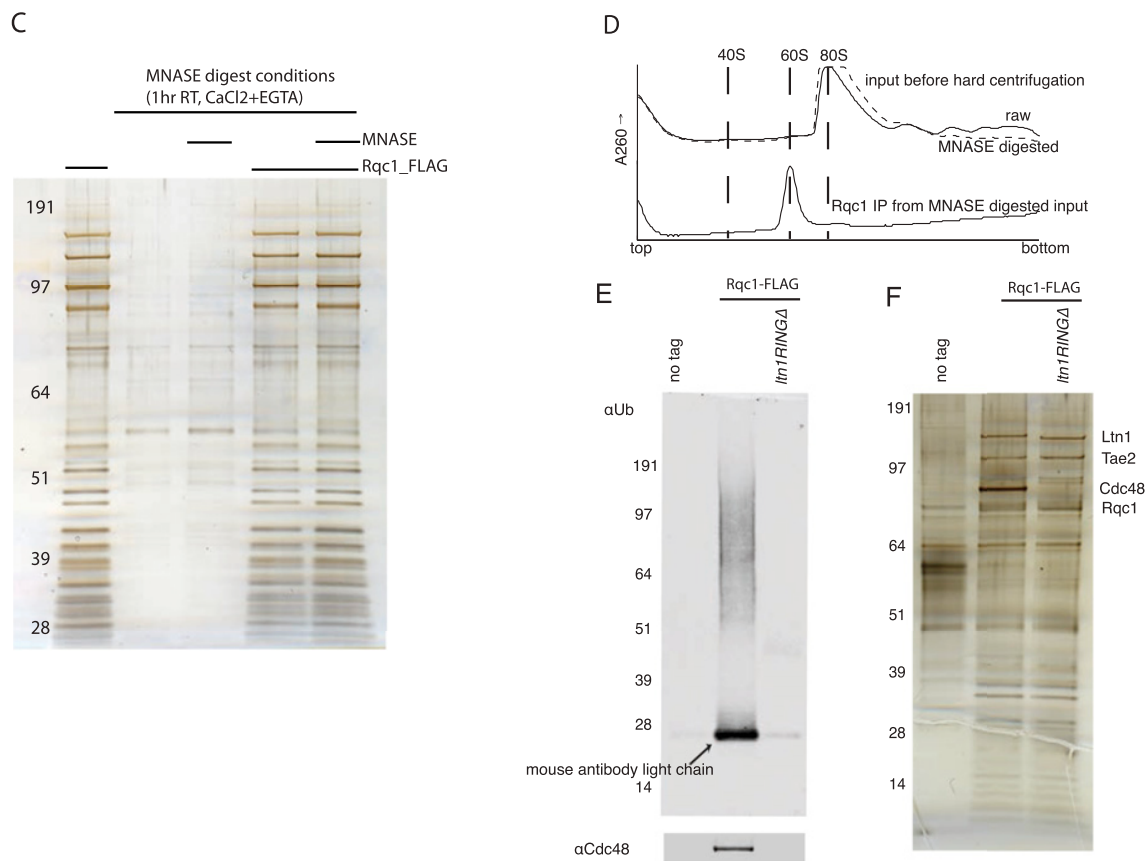 C
MNASE digest conditions
(1hr RT, CaCl2+EGTA)
MNASE
Rqc1_FLAG
191
97
64
51
39
28
D
40S
60S
80S
input before hard centrifugation
raw
MNASE digested
A260 →
Rqc1 IP from MNASE digested input
top
bottom
E
Rqc1-FLAG
no tag
ltn1RINGΔ
αUb
191
97
64
51
39
28
mouse antibody light chain
14
αCdc48
F
Rqc1-FLAG
no tag
ltn1RINGΔ
191
97
64
51
39
28
14
Ltn1
Tae2
Cdc48
Rqc1